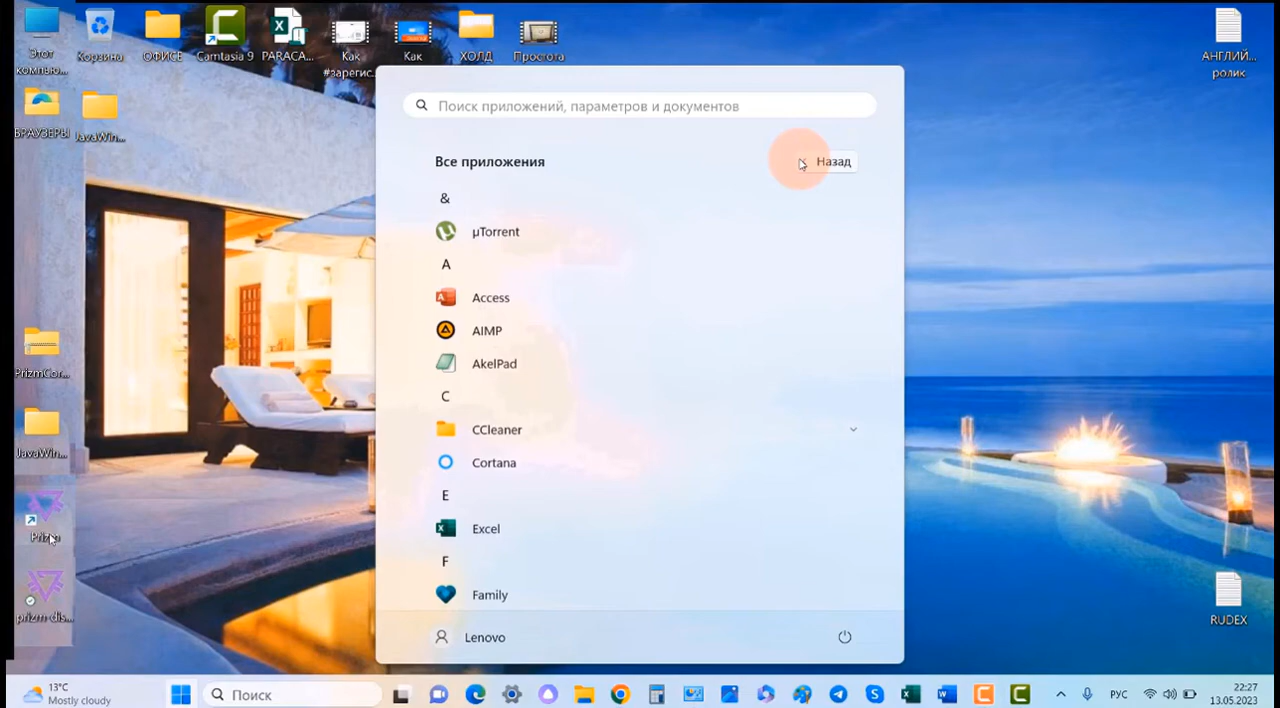 Этот
компью...
Корзина
ОФИСЕ
Camtasia 9
PARACA...
Как
#зарегис...
Как
ХОЛД
Простота
АНГЛИЙ...
ролик
БРАУЗЕРЫ
JavaWin...
PrizmCor...
JavaWin...
Prizm
prizm-dis...
RUDEX
Поиск приложений, параметров и документов
Все приложения
Назад
&
µTorrent
A
Access
AIMP
AkelPad
C
CCleaner
Cortana
E
Excel
F
Family
Lenovo
13°C
Mostly cloudy
Поиск
РУС
22:27
13.05.2023